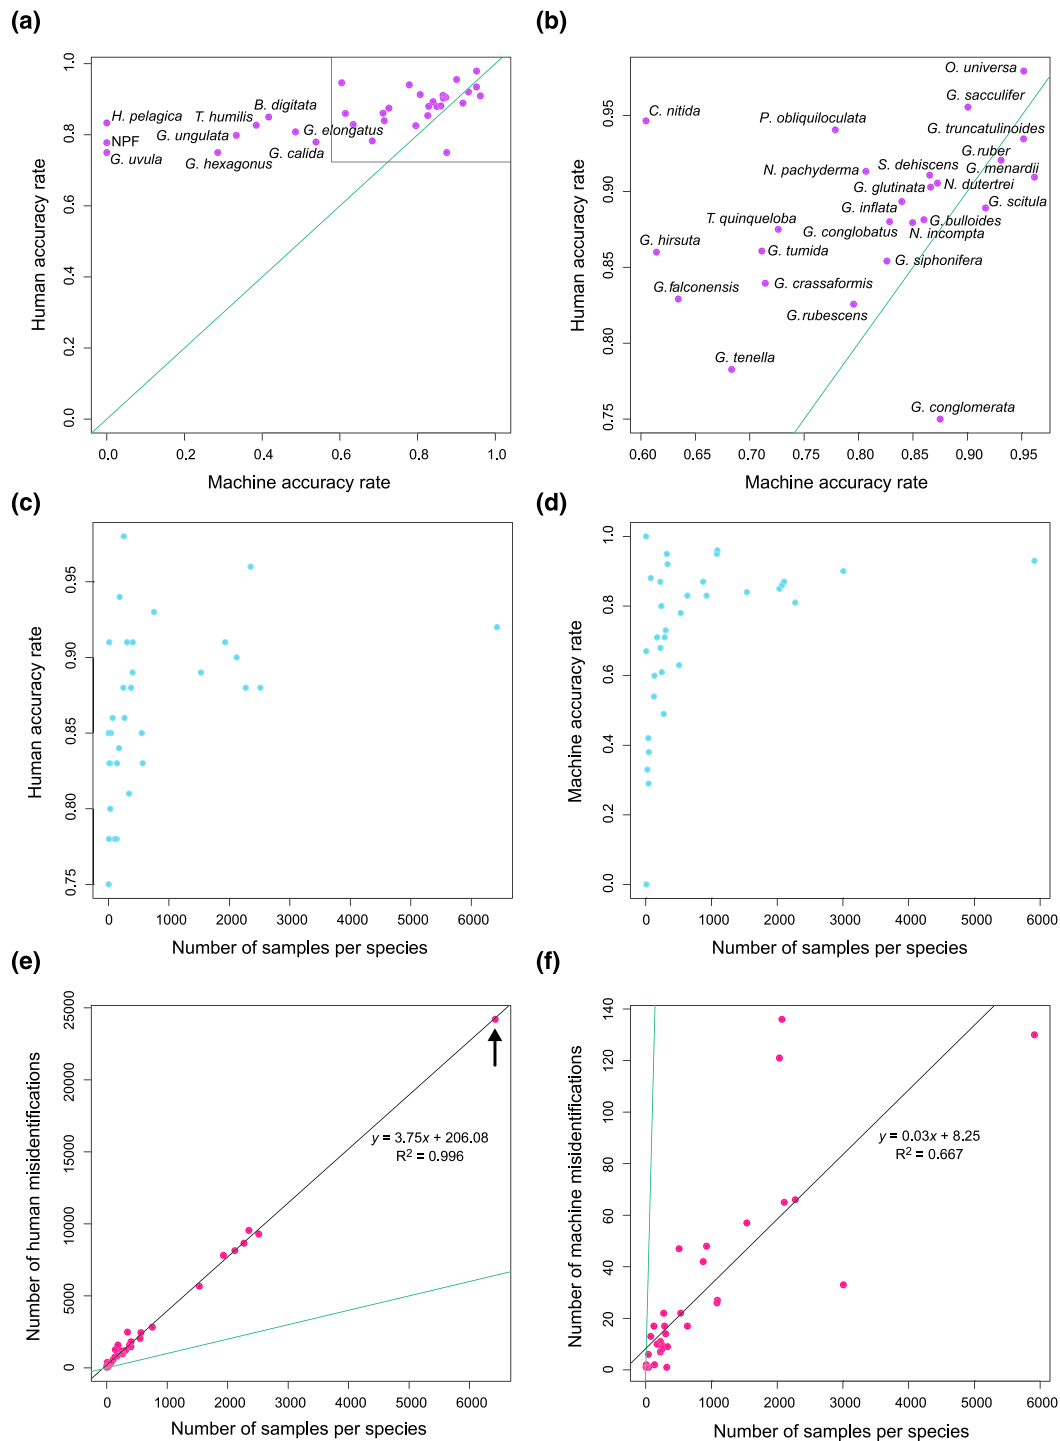 (a)
Human accuracy rate
1.0
0.8
0.6
0.4
0.2
0.0
H. pelagica
NPF
G. uvula
T. humilis
B. digitata
G. ungulata
G. elongatus
G. hexagonus
G. calida
0.0 0.2 0.4 0.6 0.8 1.0
Machine accuracy rate
(b)
Human accuracy rate
0.95
0.90
0.85
0.80
0.75
O. universa
G. sacculifer
C. nitida
P. obliquiloculata
G. truncatulinoides
G.ruber
G. menardii
S. dehiscens
N. pachyderma
G. glutinata
N. dutertrei
G. scitula
G. inflata
T. quinqueloba
G. bulloides
G. conglobatus
N. incompta
G. hirsuta
G. tumida
G. siphonifera
G. crassaformis
G.falconensis
G.rubescens
G. tenella
G. conglomerata
0.60 0.65 0.70 0.75 0.80 0.85 0.90 0.95
Machine accuracy rate
(c)
Human accuracy rate
0.95
0.90
0.85
0.80
0.75
0 1000 2000 3000 4000 5000 6000
Number of samples per species
(d)
Machine accuracy rate
1.0
0.8
0.6
0.4
0.2
0.0
0 1000 2000 3000 4000 5000 6000
Number of samples per species
(e)
Number of human misidentifications
25000
20000
15000
10000
5000
0
y = 3.75x + 206.08
R2 = 0.996
0 1000 2000 3000 4000 5000 6000
Number of samples per species
(f)
Number of machine misidentifications
140
120
100
80
60
40
20
0
y = 0.03x + 8.25
R2 = 0.667
0 1000 2000 3000 4000 5000 6000
Number of samples per species